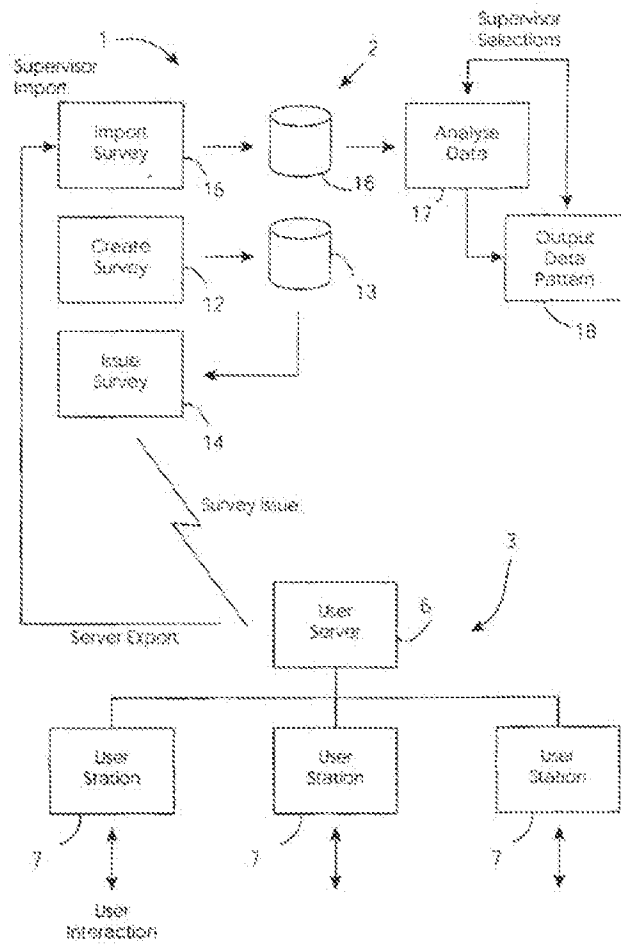 Supervisor
Selections
1
2
Supervisor
Import
Import
Survey
Analyse
Data
15
16
17
Create
Survey
Output
Data
Pattern
12
13
18
Issue
Survey
14
Survey Issue
3
User
Server
6
Server Export
User
Station
User
Station
User
Station
7
7
7
User
Interaction